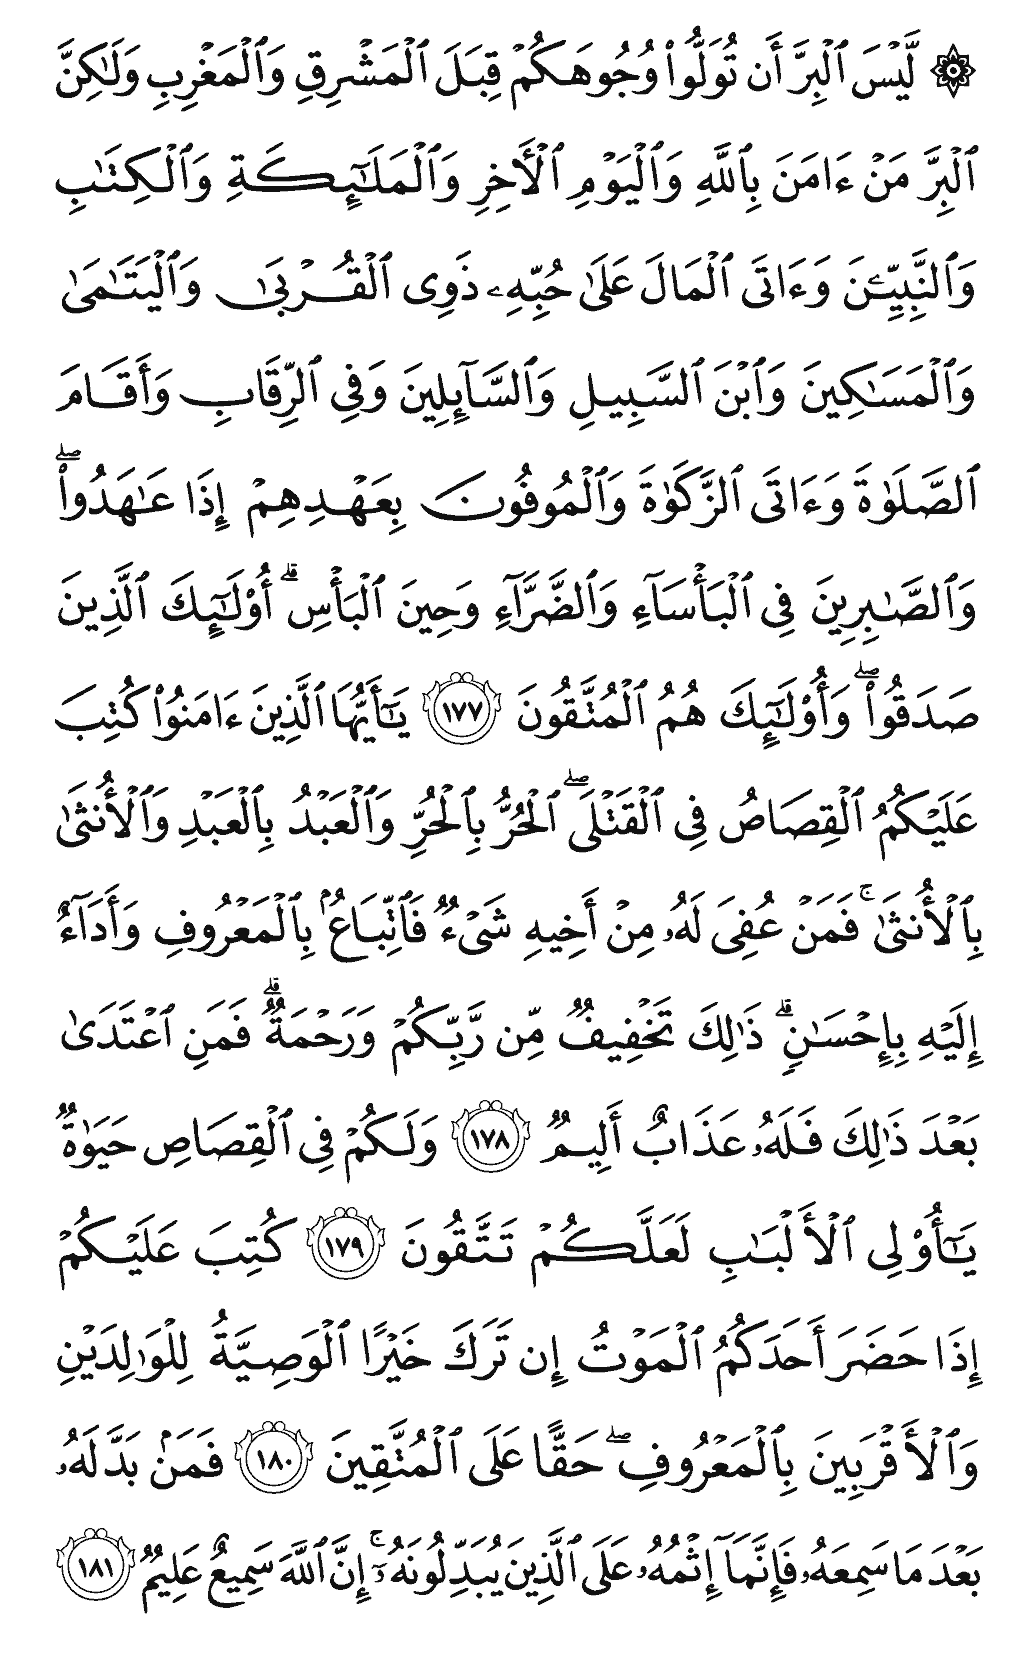 ۞ لَّيۡسَ ٱلۡبِرَّ أَن تُوَلُّواْ وُجُوهَكُمۡ قِبَلَ ٱلۡمَشۡرِقِ وَٱلۡمَغۡرِبِ وَلَٰكِنَّ
ٱلۡبِرَّ مَنۡ ءَامَنَ بِٱللَّهِ وَٱلۡيَوۡمِ ٱلۡأٓخِرِ وَٱلۡمَلَٰٓئِكَةِ وَٱلۡكِتَٰبِ
وَٱلنَّبِيِّـۧنَ وَءَاتَى ٱلۡمَالَ عَلَىٰ حُبِّهِۦ ذَوِي ٱلۡقُرۡبَىٰ وَٱلۡيَتَٰمَىٰ
وَٱلۡمَسَٰكِينَ وَٱبۡنَ ٱلسَّبِيلِ وَٱلسَّآئِلِينَ وَفِي ٱلرِّقَابِ وَأَقَامَ
ٱلصَّلَوٰةَ وَءَاتَى ٱلزَّكَوٰةَ وَٱلۡمُوفُونَ بِعَهۡدِهِمۡ إِذَا عَٰهَدُواْۖ
وَٱلصَّٰبِرِينَ فِي ٱلۡبَأۡسَآءِ وَٱلضَّرَّآءِ وَحِينَ ٱلۡبَأۡسِۗ أُوْلَٰٓئِكَ ٱلَّذِينَ
صَدَقُواْۖ وَأُوْلَٰٓئِكَ هُمُ ٱلۡمُتَّقُونَ ١٧٧ يَٰٓأَيُّهَا ٱلَّذِينَ ءَامَنُواْ كُتِبَ
عَلَيۡكُمُ ٱلۡقِصَاصُ فِي ٱلۡقَتۡلَىۖ ٱلۡحُرُّ بِٱلۡحُرِّ وَٱلۡعَبۡدُ بِٱلۡعَبۡدِ وَٱلۡأُنثَىٰ
بِٱلۡأُنثَىٰۚ فَمَنۡ عُفِيَ لَهُۥ مِنۡ أَخِيهِ شَيۡءٞ فَٱتِّبَاعُۢ بِٱلۡمَعۡرُوفِ وَأَدَآءٌ
إِلَيۡهِ بِإِحۡسَٰنٖۗ ذَٰلِكَ تَخۡفِيفٞ مِّن رَّبِّكُمۡ وَرَحۡمَةٞۗ فَمَنِ ٱعۡتَدَىٰ
بَعۡدَ ذَٰلِكَ فَلَهُۥ عَذَابٌ أَلِيمٞ ١٧٨ وَلَكُمۡ فِي ٱلۡقِصَاصِ حَيَوٰةٞ
يَٰٓأُوْلِي ٱلۡأَلۡبَٰبِ لَعَلَّكُمۡ تَتَّقُونَ ١٧٩ كُتِبَ عَلَيۡكُمۡ
إِذَا حَضَرَ أَحَدَكُمُ ٱلۡمَوۡتُ إِن تَرَكَ خَيۡرًا ٱلۡوَصِيَّةُ لِلۡوَٰلِدَيۡنِ
وَٱلۡأَقۡرَبِينَ بِٱلۡمَعۡرُوفِۖ حَقًّا عَلَى ٱلۡمُتَّقِينَ ١٨٠ فَمَنۢ بَدَّلَهُۥ
بَعۡدَ مَا سَمِعَهُۥ فَإِنَّمَآ إِثۡمُهُۥ عَلَى ٱلَّذِينَ يُبَدِّلُونَهُۥٓۚ إِنَّ ٱللَّهَ سَمِيعٌ عَلِيمٞ ١٨١